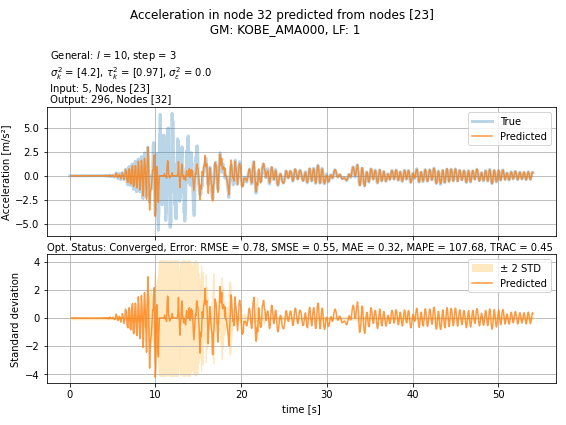 Acceleration in node 32 predicted from nodes [23]
GM: KOBE_AMA000, LF: 1
General: l = 10, step = 3
σ²ₖ = [4.2], τ²ₖ = [0.97], σ²ε = 0.0
Input: 5, Nodes [23]
Output: 296, Nodes [32]
Acceleration [m/s²]
5.0
2.5
0.0
−2.5
−5.0
True
Predicted
Opt. Status: Converged, Error: RMSE = 0.78, SMSE = 0.55, MAE = 0.32, MAPE = 107.68, TRAC = 0.45
Standard deviation
4
2
0
−2
−4
± 2 STD
Predicted
0 10 20 30 40 50
time [s]